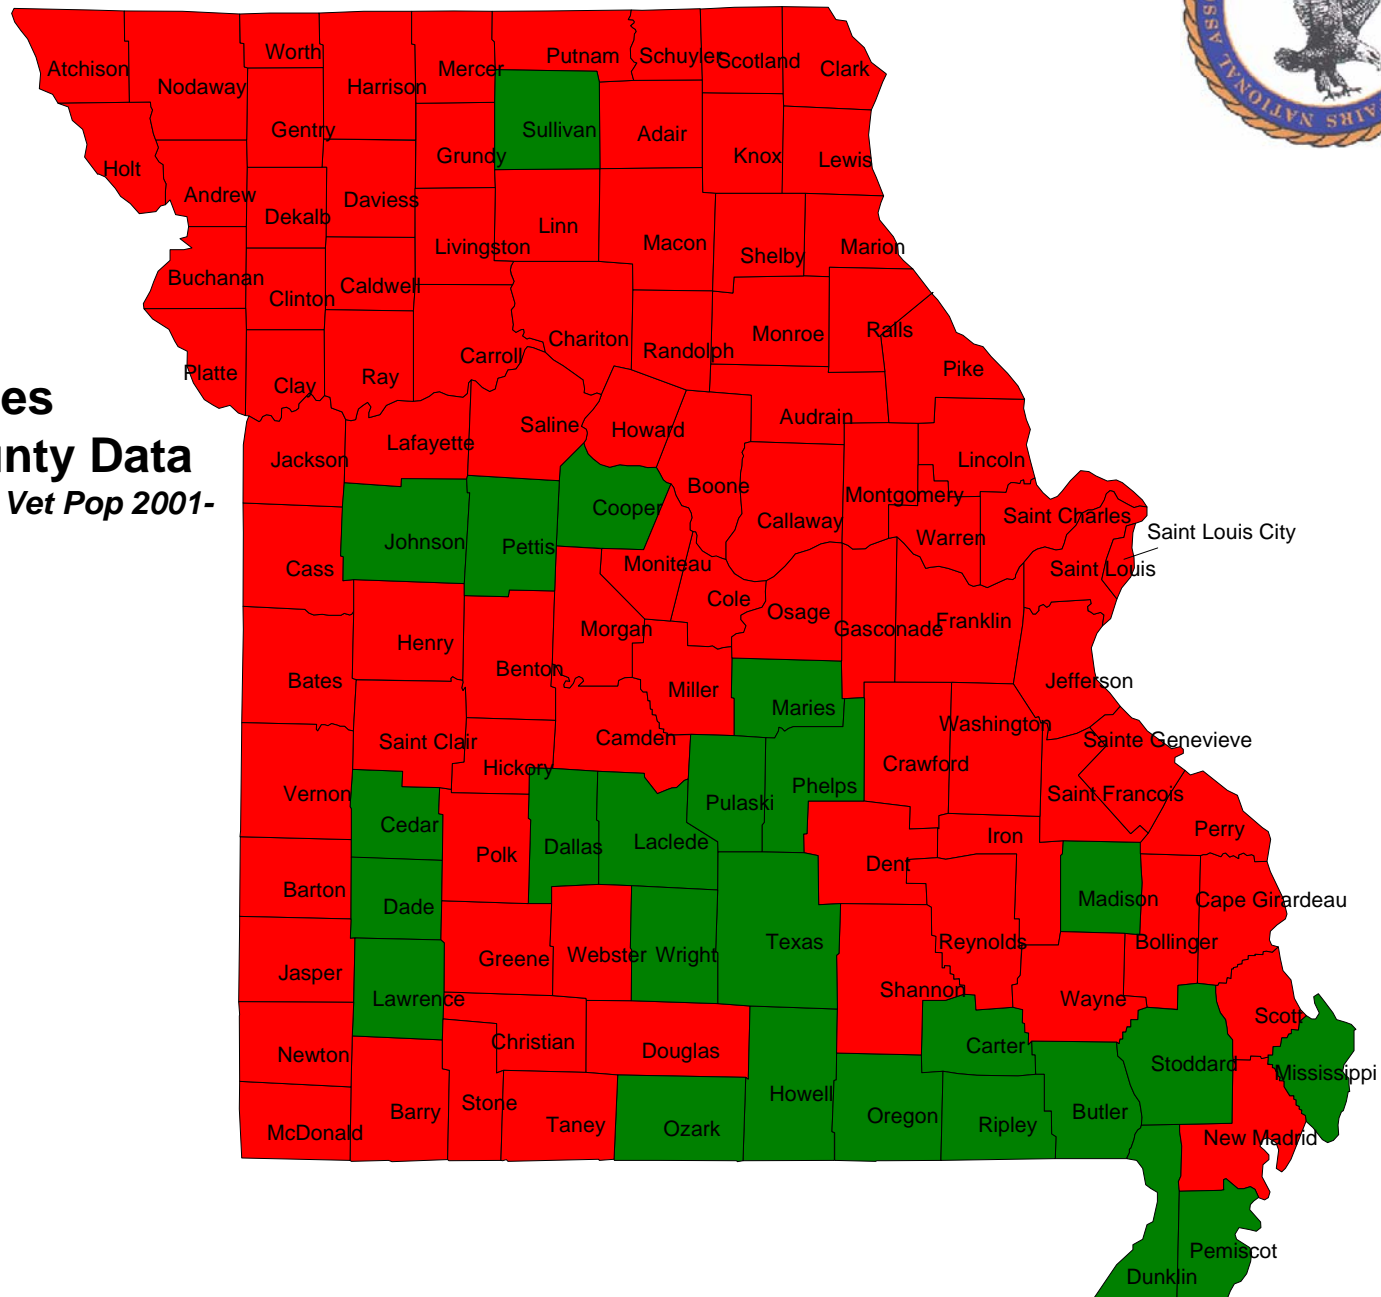 Atchison
Nodaway
Worth
Harrison
Mercer
Putnam
Schuyler
Scotland
Clark
Gentry
Sullivan
Adair
Knox
Lewis
Grundy
Holt
Andrew
Dekalb
Daviess
Livingston
Linn
Macon
Shelby
Marion
Buchanan
Clinton
Caldwell
Chariton
Randolph
Monroe
Ralls
Pike
Platte
Clay
Ray
Carroll
Audrain
Saline
Howard
Lafayette
Jackson
Boone
Lincoln
Montgomery
Callaway
Cooper
Saint Charles
Warren
Saint Louis City
Saint Louis
Johnson
Pettis
Moniteau
Cass
Cole
Osage
Gasconade
Franklin
Morgan
Henry
Benton
Miller
Bates
Jefferson
Maries
Washington
Sainte Genevieve
Camden
Saint Clair
Hickory
Crawford
Phelps
Pulaski
Saint Francois
Vernon
Cedar
Dallas
Laclede
Polk
Iron
Perry
Dent
Barton
Dade
Madison
Cape Girardeau
Texas
Reynolds
Bollinger
Greene
Webster
Wright
Jasper
Lawrence
Shannon
Wayne
Scott
Christian
Douglas
Carter
Stoddard
Mississippi
Newton
Howell
Barry
Stone
Taney
Ozark
Oregon
Ripley
Butler
McDonald
New Madrid
Pemiscot
Dunklin
es
unty Data
Vet Pop 2001-
AIRS NATIONAL ASS